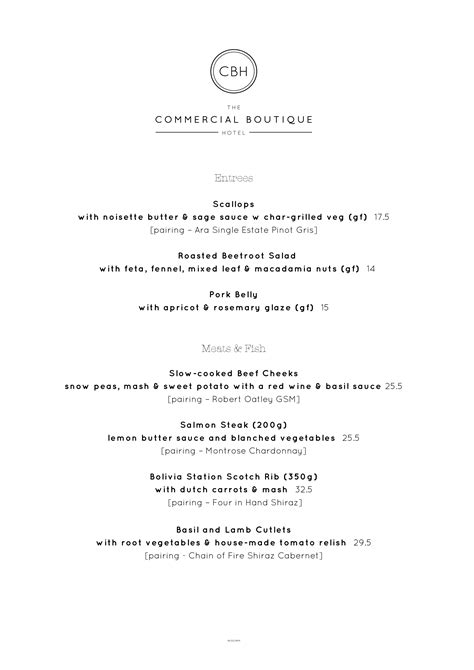 CBH
THE
COMMERCIAL BOUTIQUE
HOTEL
Entrees
Scallops
with noisette butter & sage sauce w char-grilled veg (gf) 17.5
[pairing – Ara Single Estate Pinot Gris]
Roasted Beetroot Salad
with feta, fennel, mixed leaf & macadamia nuts (gf) 14
Pork Belly
with apricot & rosemary glaze (gf) 15
Meats & Fish
Slow-cooked Beef Cheeks
snow peas, mash & sweet potato with a red wine & basil sauce 25.5
[pairing – Robert Oatley GSM]
Salmon Steak (200g)
lemon butter sauce and blanched vegetables 25.5
[pairing – Montrose Chardonnay]
Bolivia Station Scotch Rib (350g)
with dutch carrots & mash 32.5
[pairing – Four in Hand Shiraz]
Basil and Lamb Cutlets
with root vegetables & house-made tomato relish 29.5
[pairing - Chain of Fire Shiraz Cabernet]